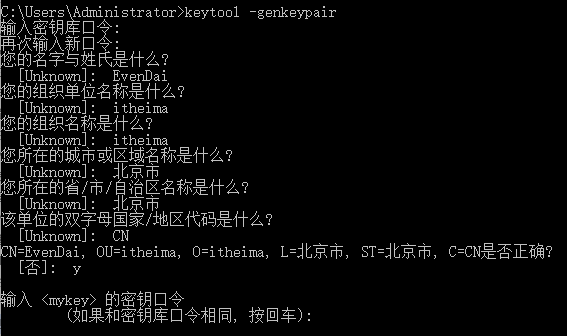 C:\Users\Administrator>keytool -genkeypair
输入密钥库口令:
再次输入新口令:
您的名字与姓氏是什么?
[Unknown]: EvenDai
您的组织单位名称是什么?
[Unknown]: itheima
您的组织名称是什么?
[Unknown]: itheima
您所在的城市或区域名称是什么?
[Unknown]: 北京市
您所在的省/市/自治区名称是什么?
[Unknown]: 北京市
该单位的双字母国家/地区代码是什么?
[Unknown]: CN
CN=EvenDai, OU=itheima, O=itheima, L=北京市, ST=北京市, C=CN是否正确?
[否]: y
输入 <mykey> 的密钥口令
(如果和密钥库口令相同, 按回车):